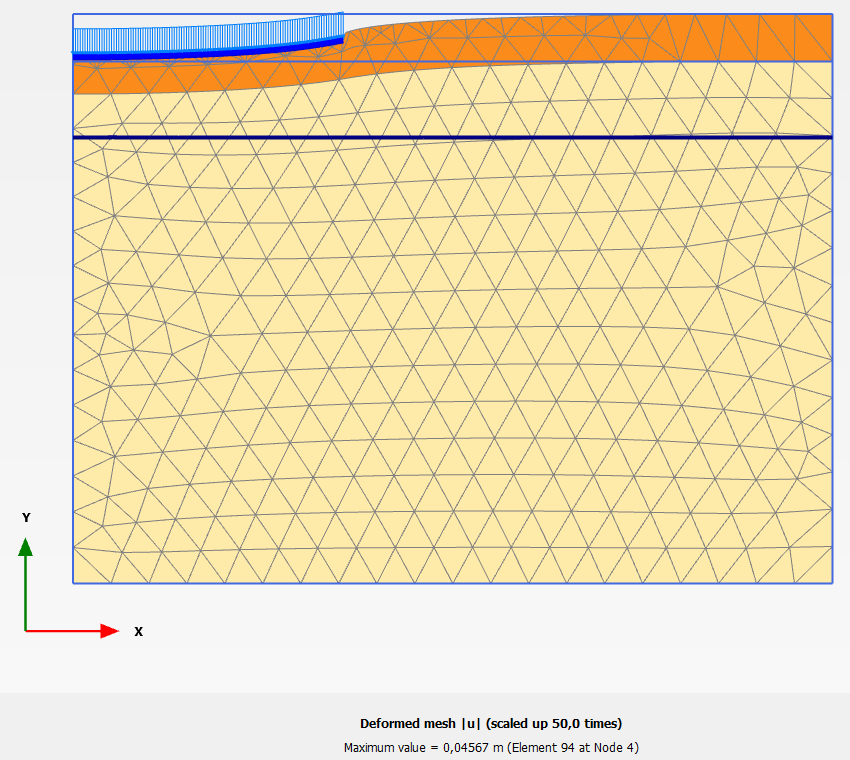 Y
X
Deformed mesh |u| (scaled up 50,0 times)
Maximum value = 0,04567 m (Element 94 at Node 4)